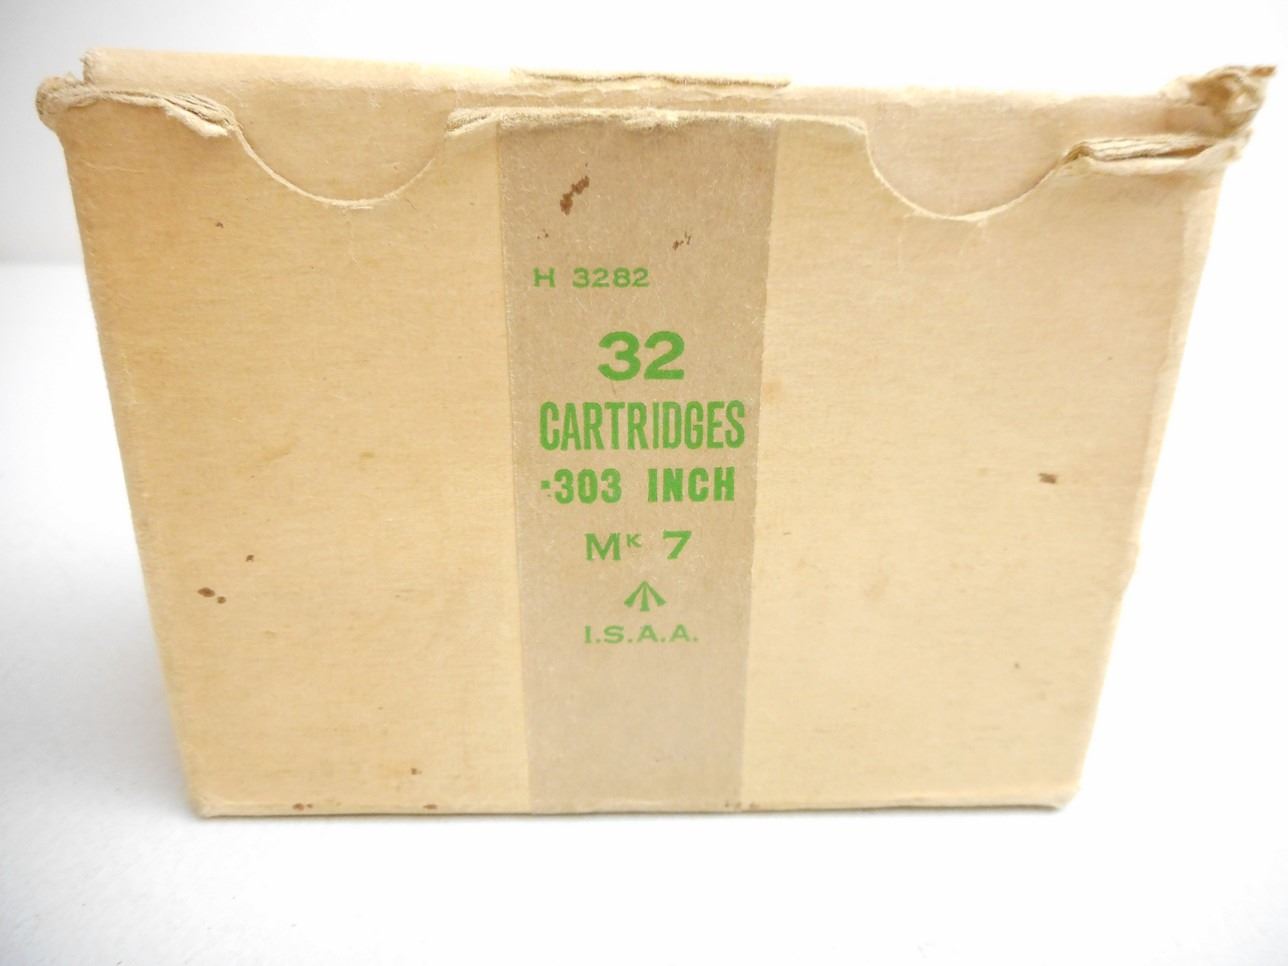 H 3282
32
CARTRIDGES
·303 INCH
Mᴷ 7
I.S.A.A.